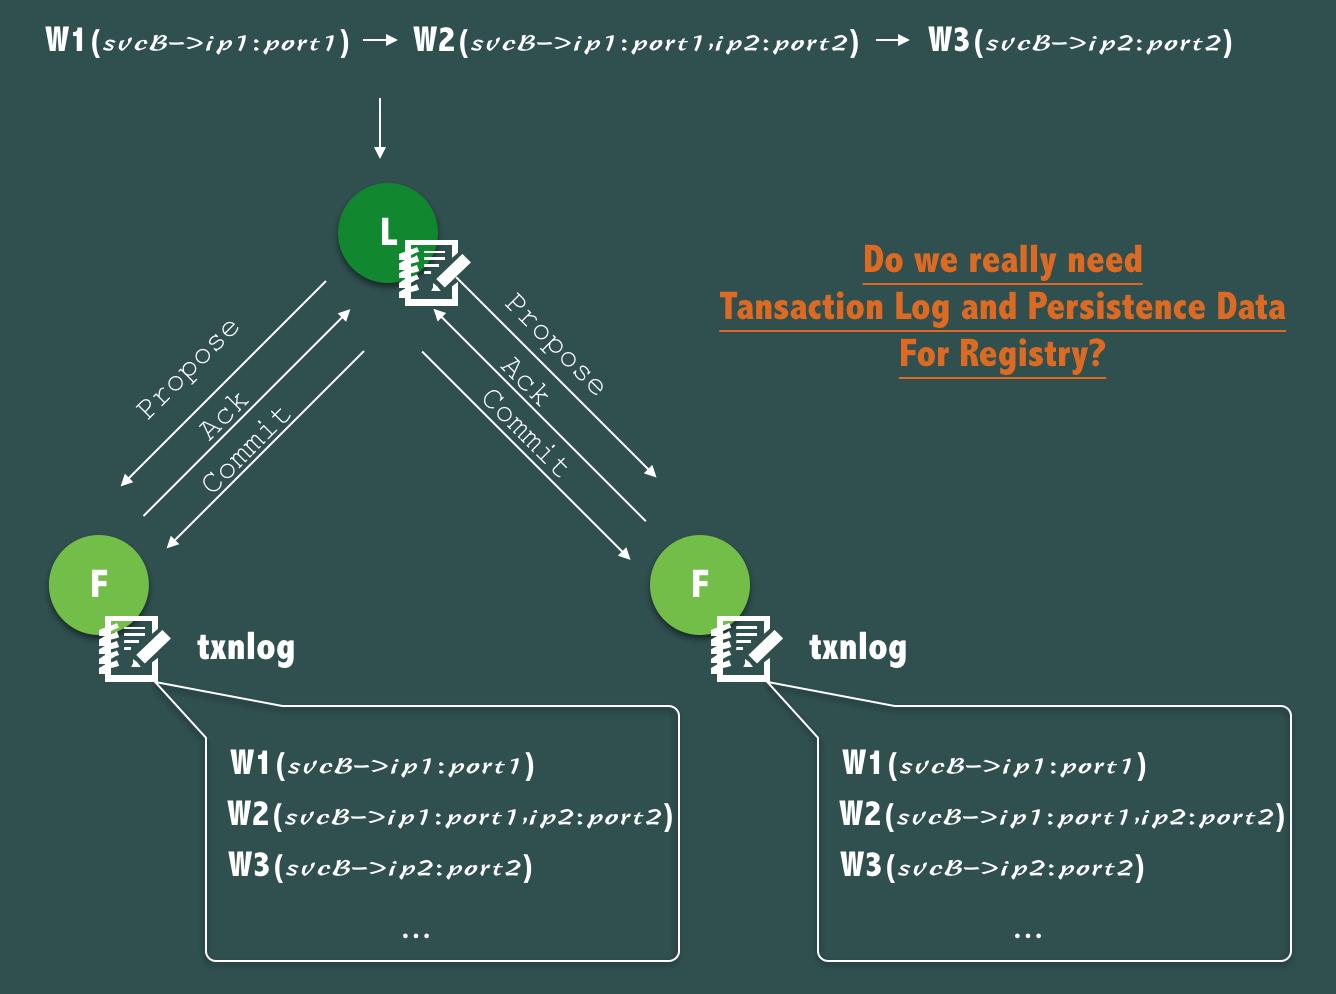 W1(svcB->ip1:port1) W2(svcB->ip1:port1,ip2:port2) W3(svcB->ip2:port2)
L
Do we really need
Tansaction Log and Persistence Data
For Registry?
Propose
Ack
Commit
Propose
Ack
Commit
F
txnlog
F
txnlog
W1(svcB->ip1:port1)
W2(svcB->ip1:port1,ip2:port2)
W3(svcB->ip2:port2)
...
W1(svcB->ip1:port1)
W2(svcB->ip1:port1,ip2:port2)
W3(svcB->ip2:port2)
...